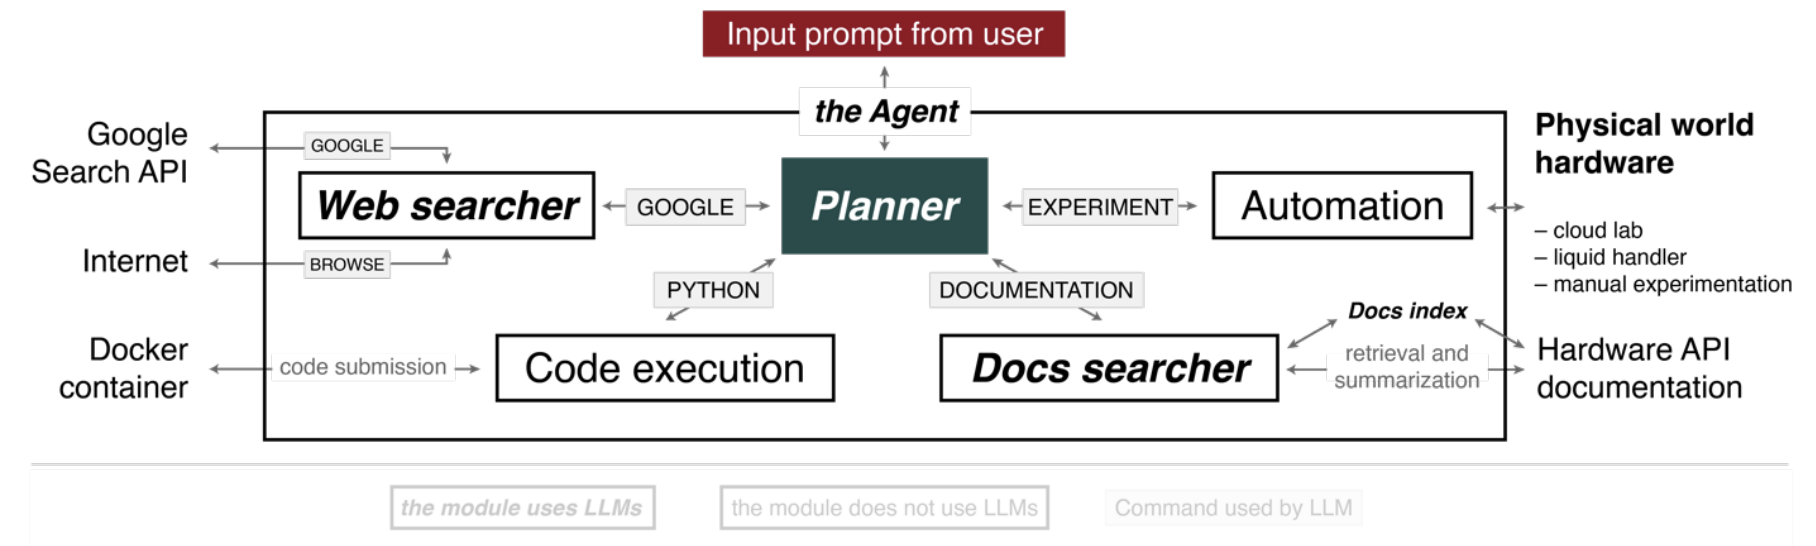 Input prompt from user
the Agent
Google
Search API
GOOGLE
Web searcher
GOOGLE
Planner
EXPERIMENT
Automation
Physical world
hardware
– cloud lab
– liquid handler
– manual experimentation
Internet
BROWSE
PYTHON
DOCUMENTATION
Docker
container
code submission
Code execution
Docs searcher
Docs index
retrieval and
summarization
Hardware API
documentation
the module uses LLMs
the module does not use LLMs
Command used by LLM